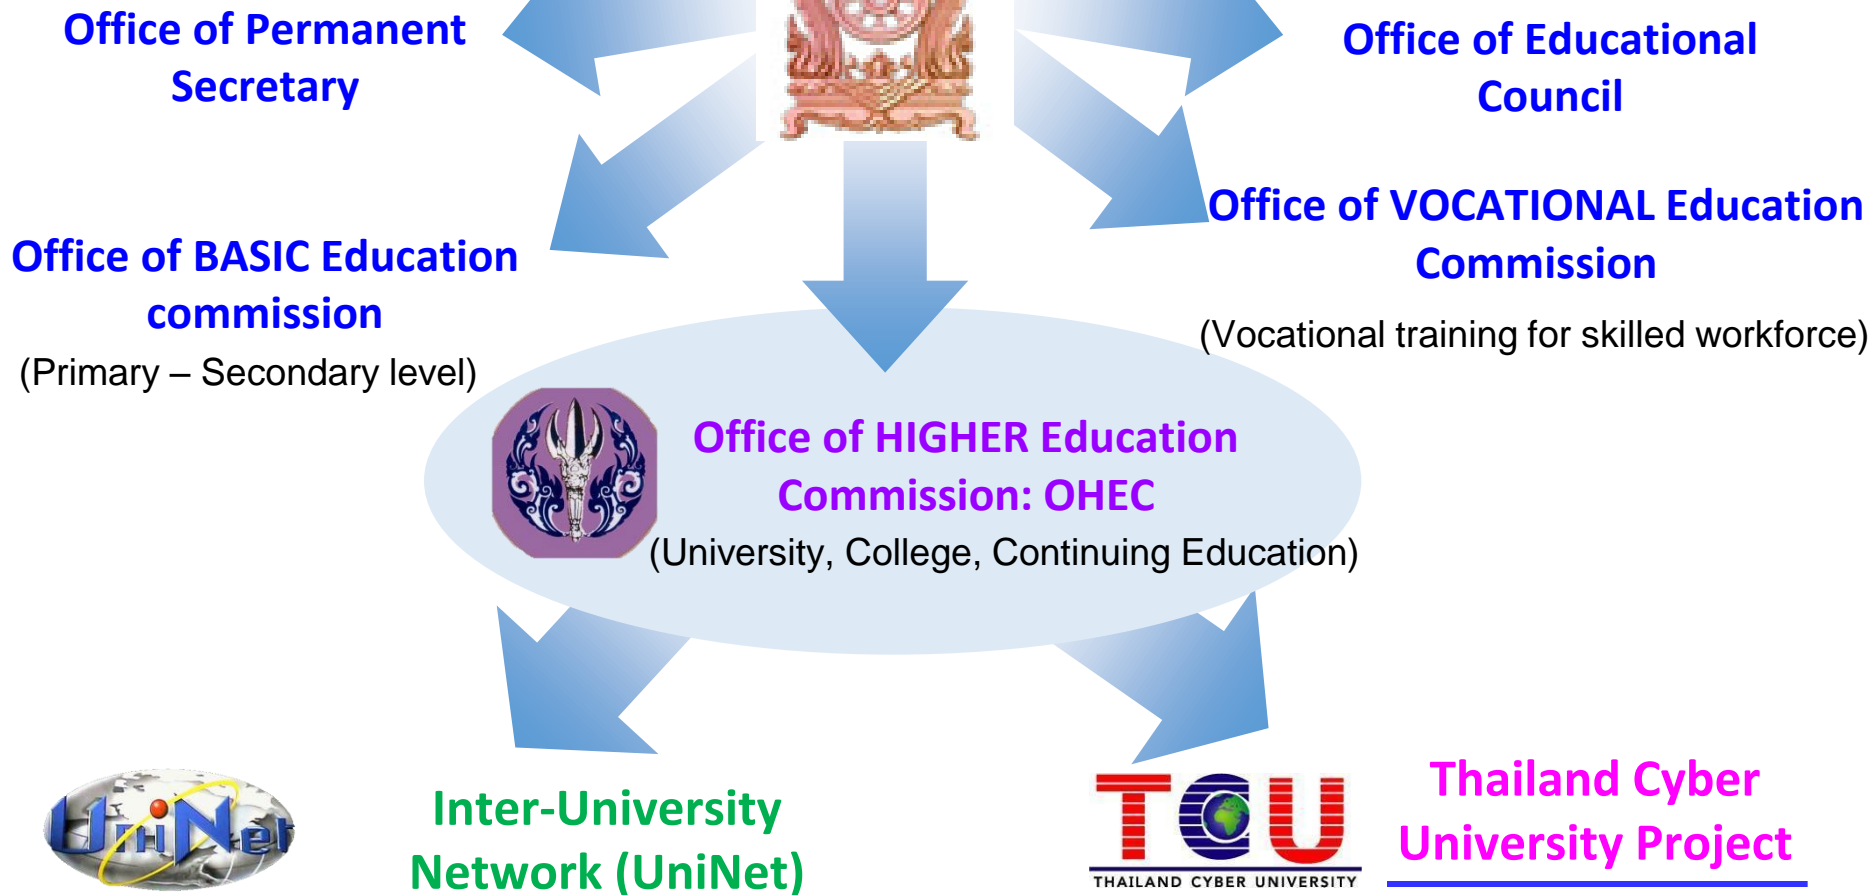 Office of Permanent
Secretary
Office of Educational
Council
Office of BASIC Education
commission
(Primary – Secondary level)
Office of VOCATIONAL Education
Commission
(Vocational training for skilled workforce)
Office of HIGHER Education
Commission: OHEC
(University, College, Continuing Education)
UniNet
Inter-University
Network (UniNet)
TCU
THAILAND CYBER UNIVERSITY
Thailand Cyber
University Project